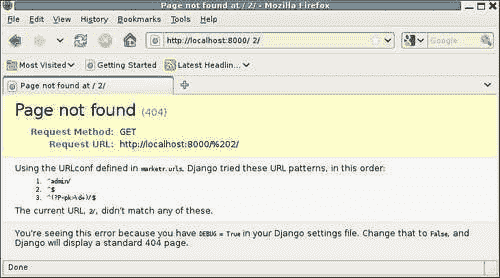 Page not found at / 2/ - Mozilla Firefox
File Edit View History Bookmarks Tools Help
http://localhost:8000/ 2/
Google
Most Visited Getting Started Latest Headlin...
Page not found at / 2/
Page not found (404)
Request Method: GET
Request URL: http://localhost:8000/%202/
Using the URLconf defined in marketr.urls, Django tried these URL patterns, in this order:
1. ^admin/
2. ^$
3. ^(?P<pk>\d+)/$
The current URL, 2/, didn't match any of these.
You're seeing this error because you have DEBUG = True in your Django settings file. Change that to False, and
Django will display a standard 404 page.
Done